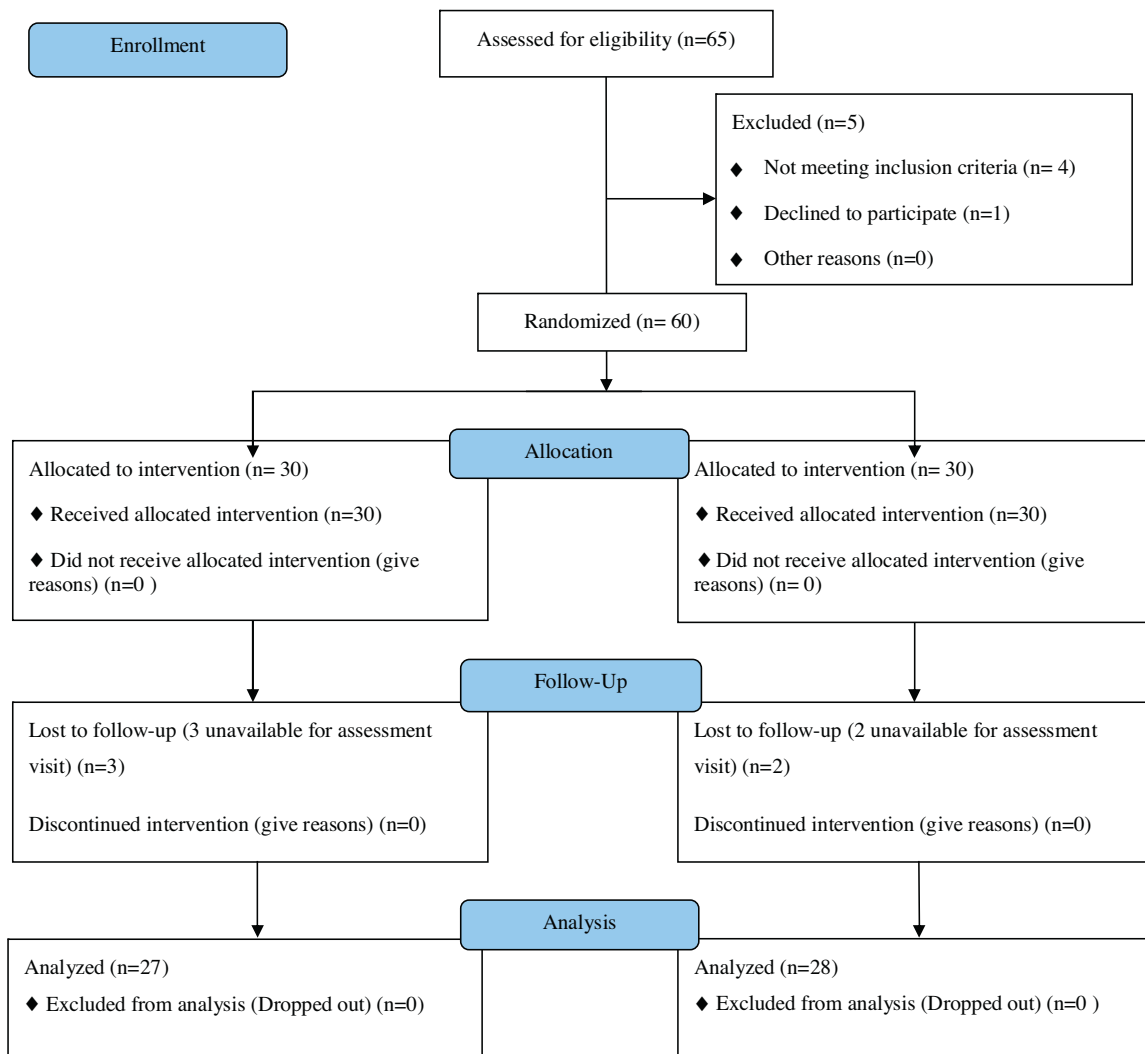 Enrollment
Assessed for eligibility (n=65)
Excluded (n=5)
♦ Not meeting inclusion criteria (n= 4)
♦ Declined to participate (n=1)
♦ Other reasons (n=0)
Randomized (n= 60)
Allocation
Allocated to intervention (n= 30)
♦ Received allocated intervention (n=30)
♦ Did not receive allocated intervention (give
reasons) (n=0 )
Allocated to intervention (n= 30)
♦ Received allocated intervention (n=30)
♦ Did not receive allocated intervention (give
reasons) (n= 0)
Follow-Up
Lost to follow-up (3 unavailable for assessment
visit) (n=3)
Discontinued intervention (give reasons) (n=0)
Lost to follow-up (2 unavailable for assessment
visit) (n=2)
Discontinued intervention (give reasons) (n=0)
Analysis
Analyzed (n=27)
♦ Excluded from analysis (Dropped out) (n=0)
Analyzed (n=28)
♦ Excluded from analysis (Dropped out) (n=0 )